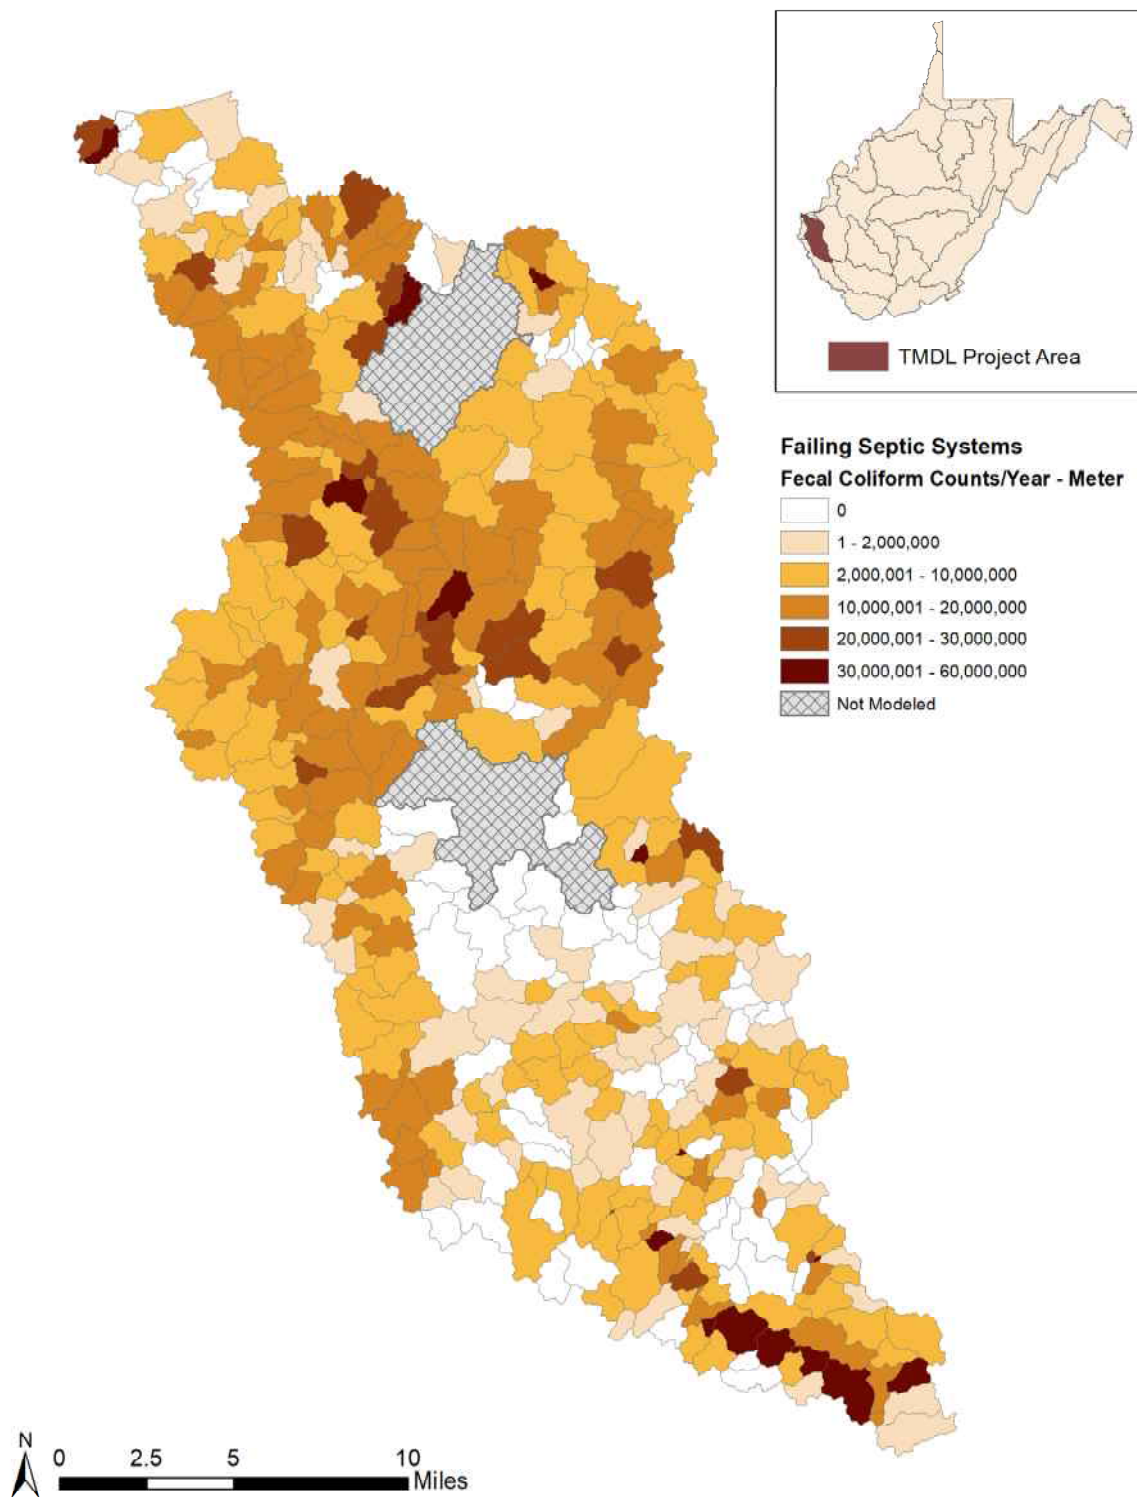 TMDL Project Area
Failing Septic Systems
Fecal Coliform Counts/Year - Meter
0
1 - 2,000,000
2,000,001 - 10,000,000
10,000,001 - 20,000,000
20,000,001 - 30,000,000
30,000,001 - 60,000,000
Not Modeled
N
0 2.5 5 10
Miles